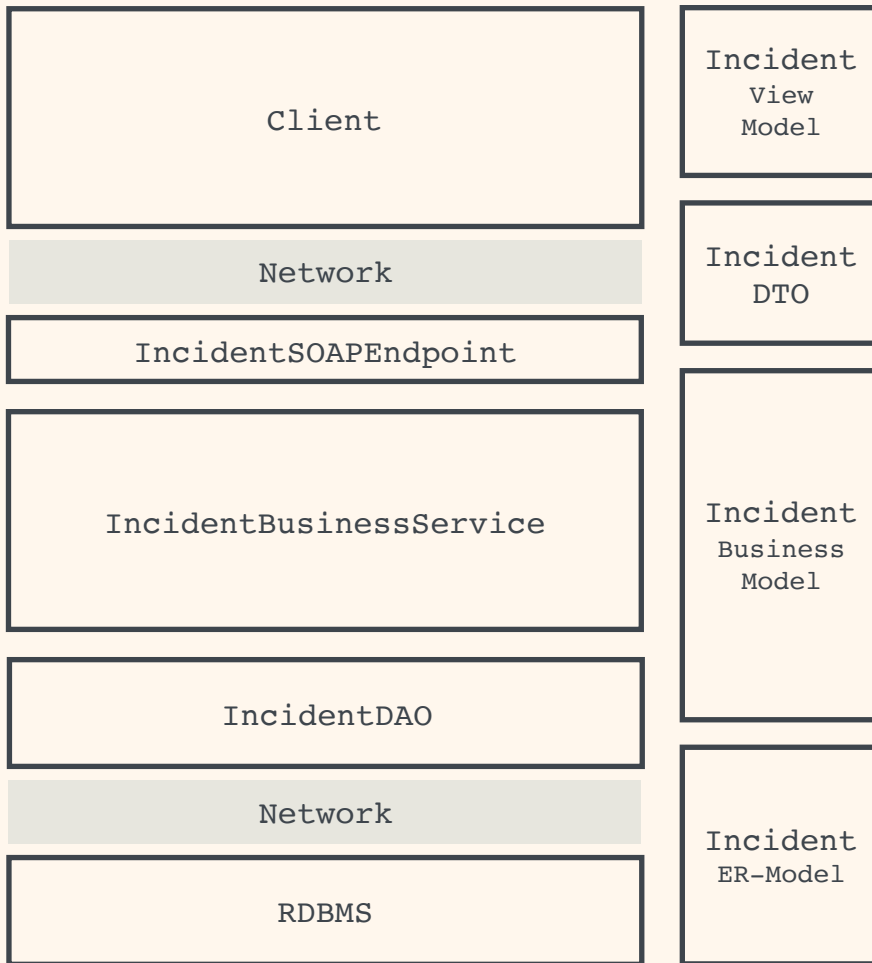 Client
Network
IncidentSOAPEndpoint
IncidentBusinessService
IncidentDAO
Network
RDBMS
Incident
View
Model
Incident
DTO
Incident
Business
Model
Incident
ER-Model